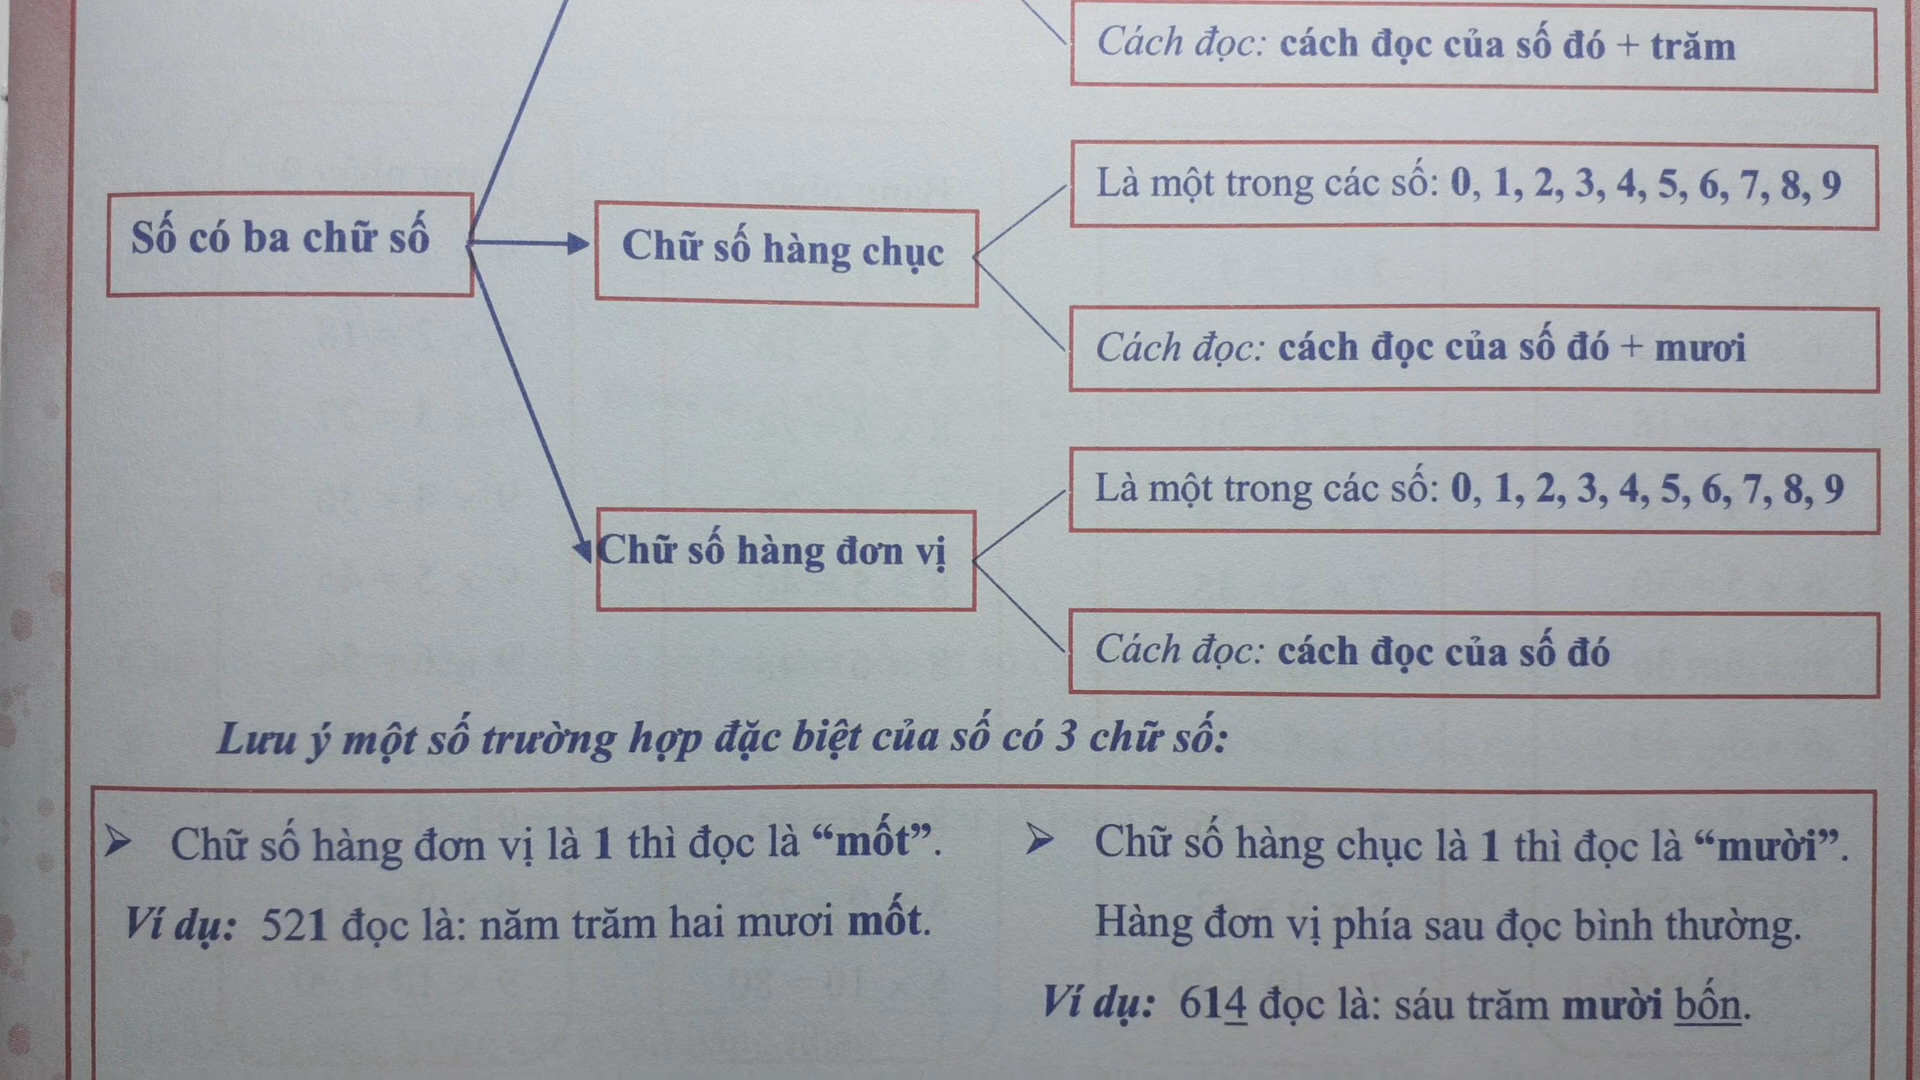 Cách đọc: cách đọc của số đó + trăm
Là một trong các số: 0, 1, 2, 3, 4, 5, 6, 7, 8, 9
Số có ba chữ số
Chữ số hàng chục
Cách đọc: cách đọc của số đó + mươi
Là một trong các số: 0, 1, 2, 3, 4, 5, 6, 7, 8, 9
Chữ số hàng đơn vị
Cách đọc: cách đọc của số đó
Lưu ý một số trường hợp đặc biệt của số có 3 chữ số:
Chữ số hàng đơn vị là 1 thì đọc là “mốt”.
Ví dụ: 521 đọc là: năm trăm hai mươi mốt.
Chữ số hàng chục là 1 thì đọc là “mười”.
Hàng đơn vị phía sau đọc bình thường.
Ví dụ: 614 đọc là: sáu trăm mười bốn.